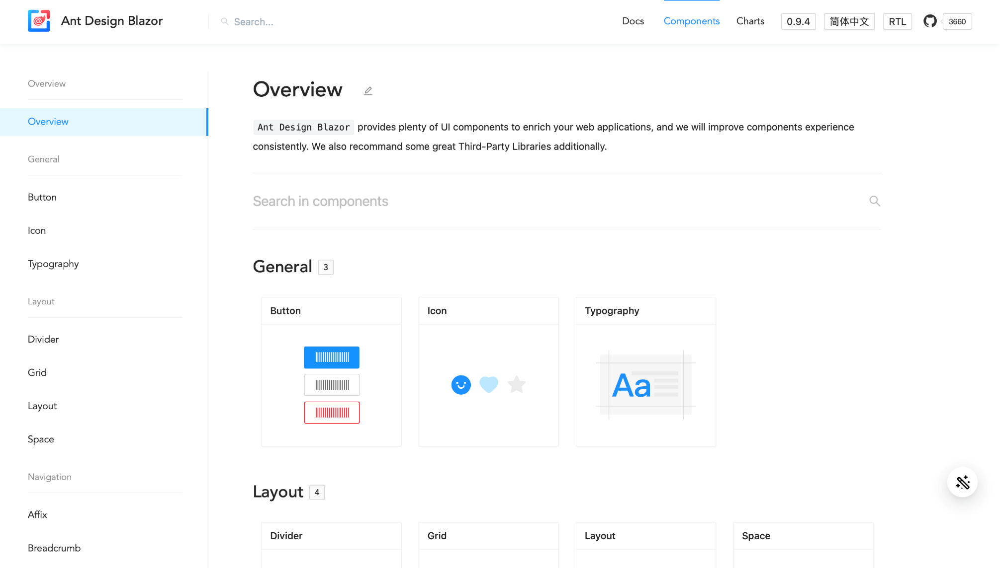 Ant Design Blazor
Search...
Docs
Components
Charts
0.9.4
简体中文
RTL
3660
Overview
Overview
General
Button
Icon
Typography
Layout
Divider
Grid
Layout
Space
Navigation
Affix
Breadcrumb
Overview
Ant Design Blazor provides plenty of UI components to enrich your web applications, and we will improve components experience
consistently. We also recommand some great Third-Party Libraries additionally.
Search in components
General 3
Button
Icon
Typography
Aa
Layout 4
Divider
Grid
Layout
Space